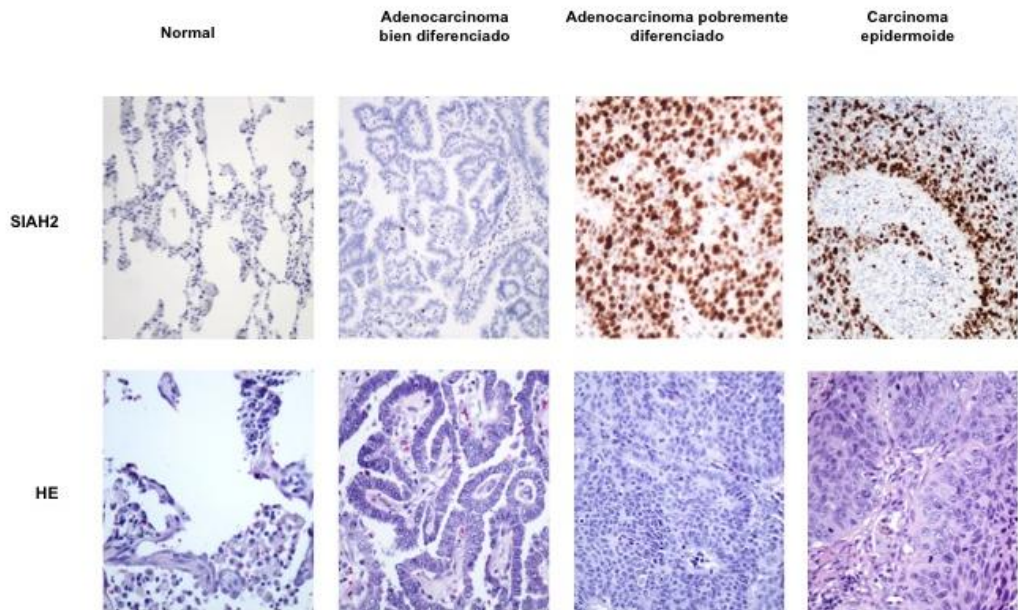 Normal
Adenocarcinoma
bien diferenciado
Adenocarcinoma pobremente
diferenciado
Carcinoma
epidermoide
SIAH2
HE